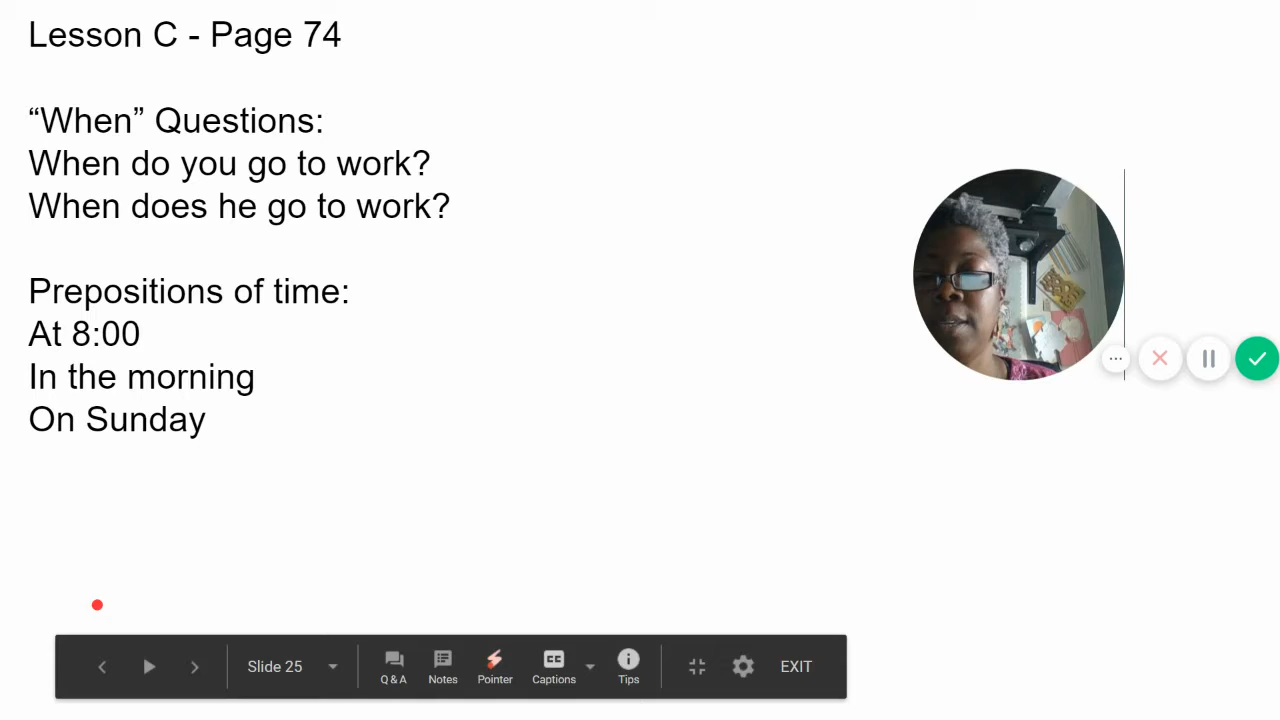 Lesson C - Page 74
“When” Questions:
When do you go to work?
When does he go to work?
Prepositions of time:
At 8:00
In the morning
On Sunday
Slide 25
Q & A
Notes
Pointer
CC
Captions
Tips
EXIT